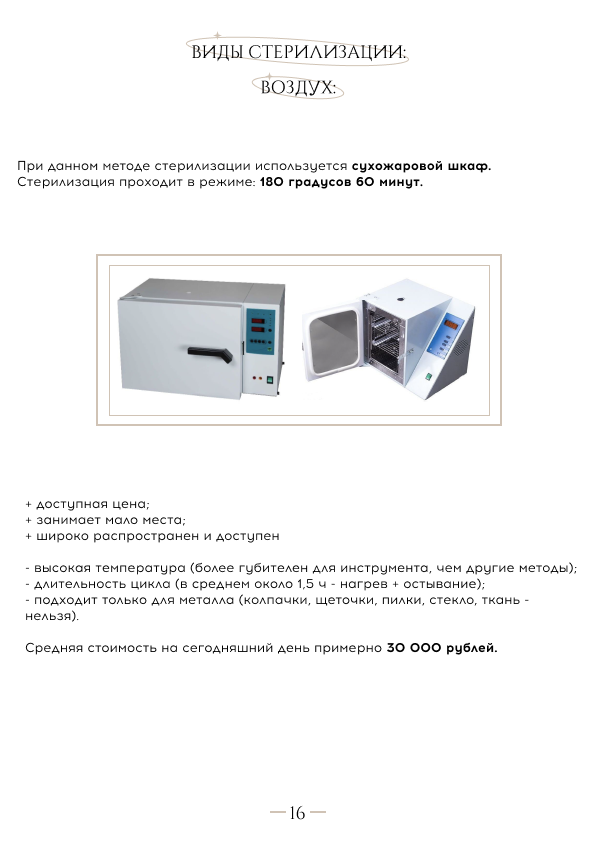 ВИДЫ СТЕРИЛИЗАЦИИ:
ВОЗДУХ:
При данном методе стерилизации используется сухожаровой шкаф.
Стерилизация проходит в режиме: 180 градусов 60 минут.
+ доступная цена;
+ занимает мало места;
+ широко распространен и доступен
- высокая температура (более губителен для инструмента, чем другие методы);
- длительность цикла (в среднем около 1,5 ч - нагрев + остывание);
- подходит только для металла (колпачки, щеточки, пилки, стекло, ткань -
нельзя).
Средняя стоимость на сегодняшний день примерно 30 000 рублей.
16